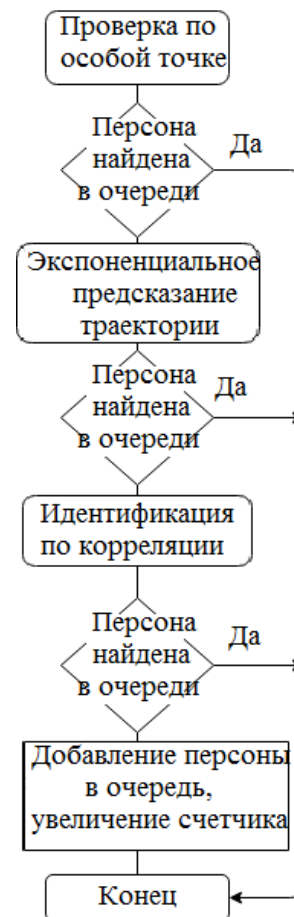 Проверка по
особой точке
Персона
найдена
в очереди
Да
Экспоненциальное
предсказание
траектории
Персона
найдена
в очереди
Да
Идентификация
по корреляции
Персона
найдена
в очереди
Да
Добавление персоны
в очередь,
увеличение счетчика
Конец